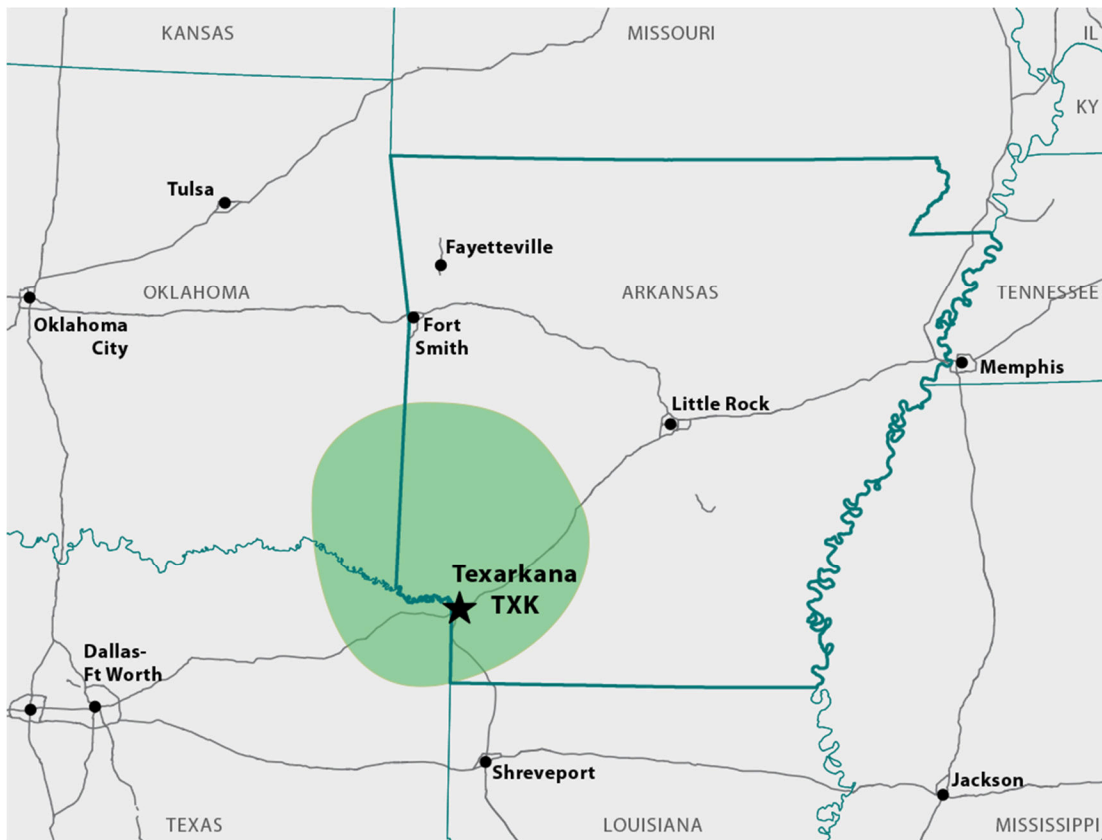 KANSAS
MISSOURI
IL
KY
Tulsa
Fayetteville
OKLAHOMA
ARKANSAS
TENNESSEE
Oklahoma
City
Fort
Smith
Memphis
Little Rock
Texarkana
TXK
Dallas-
Ft Worth
Shreveport
Jackson
TEXAS
LOUISIANA
MISSISSIPPI